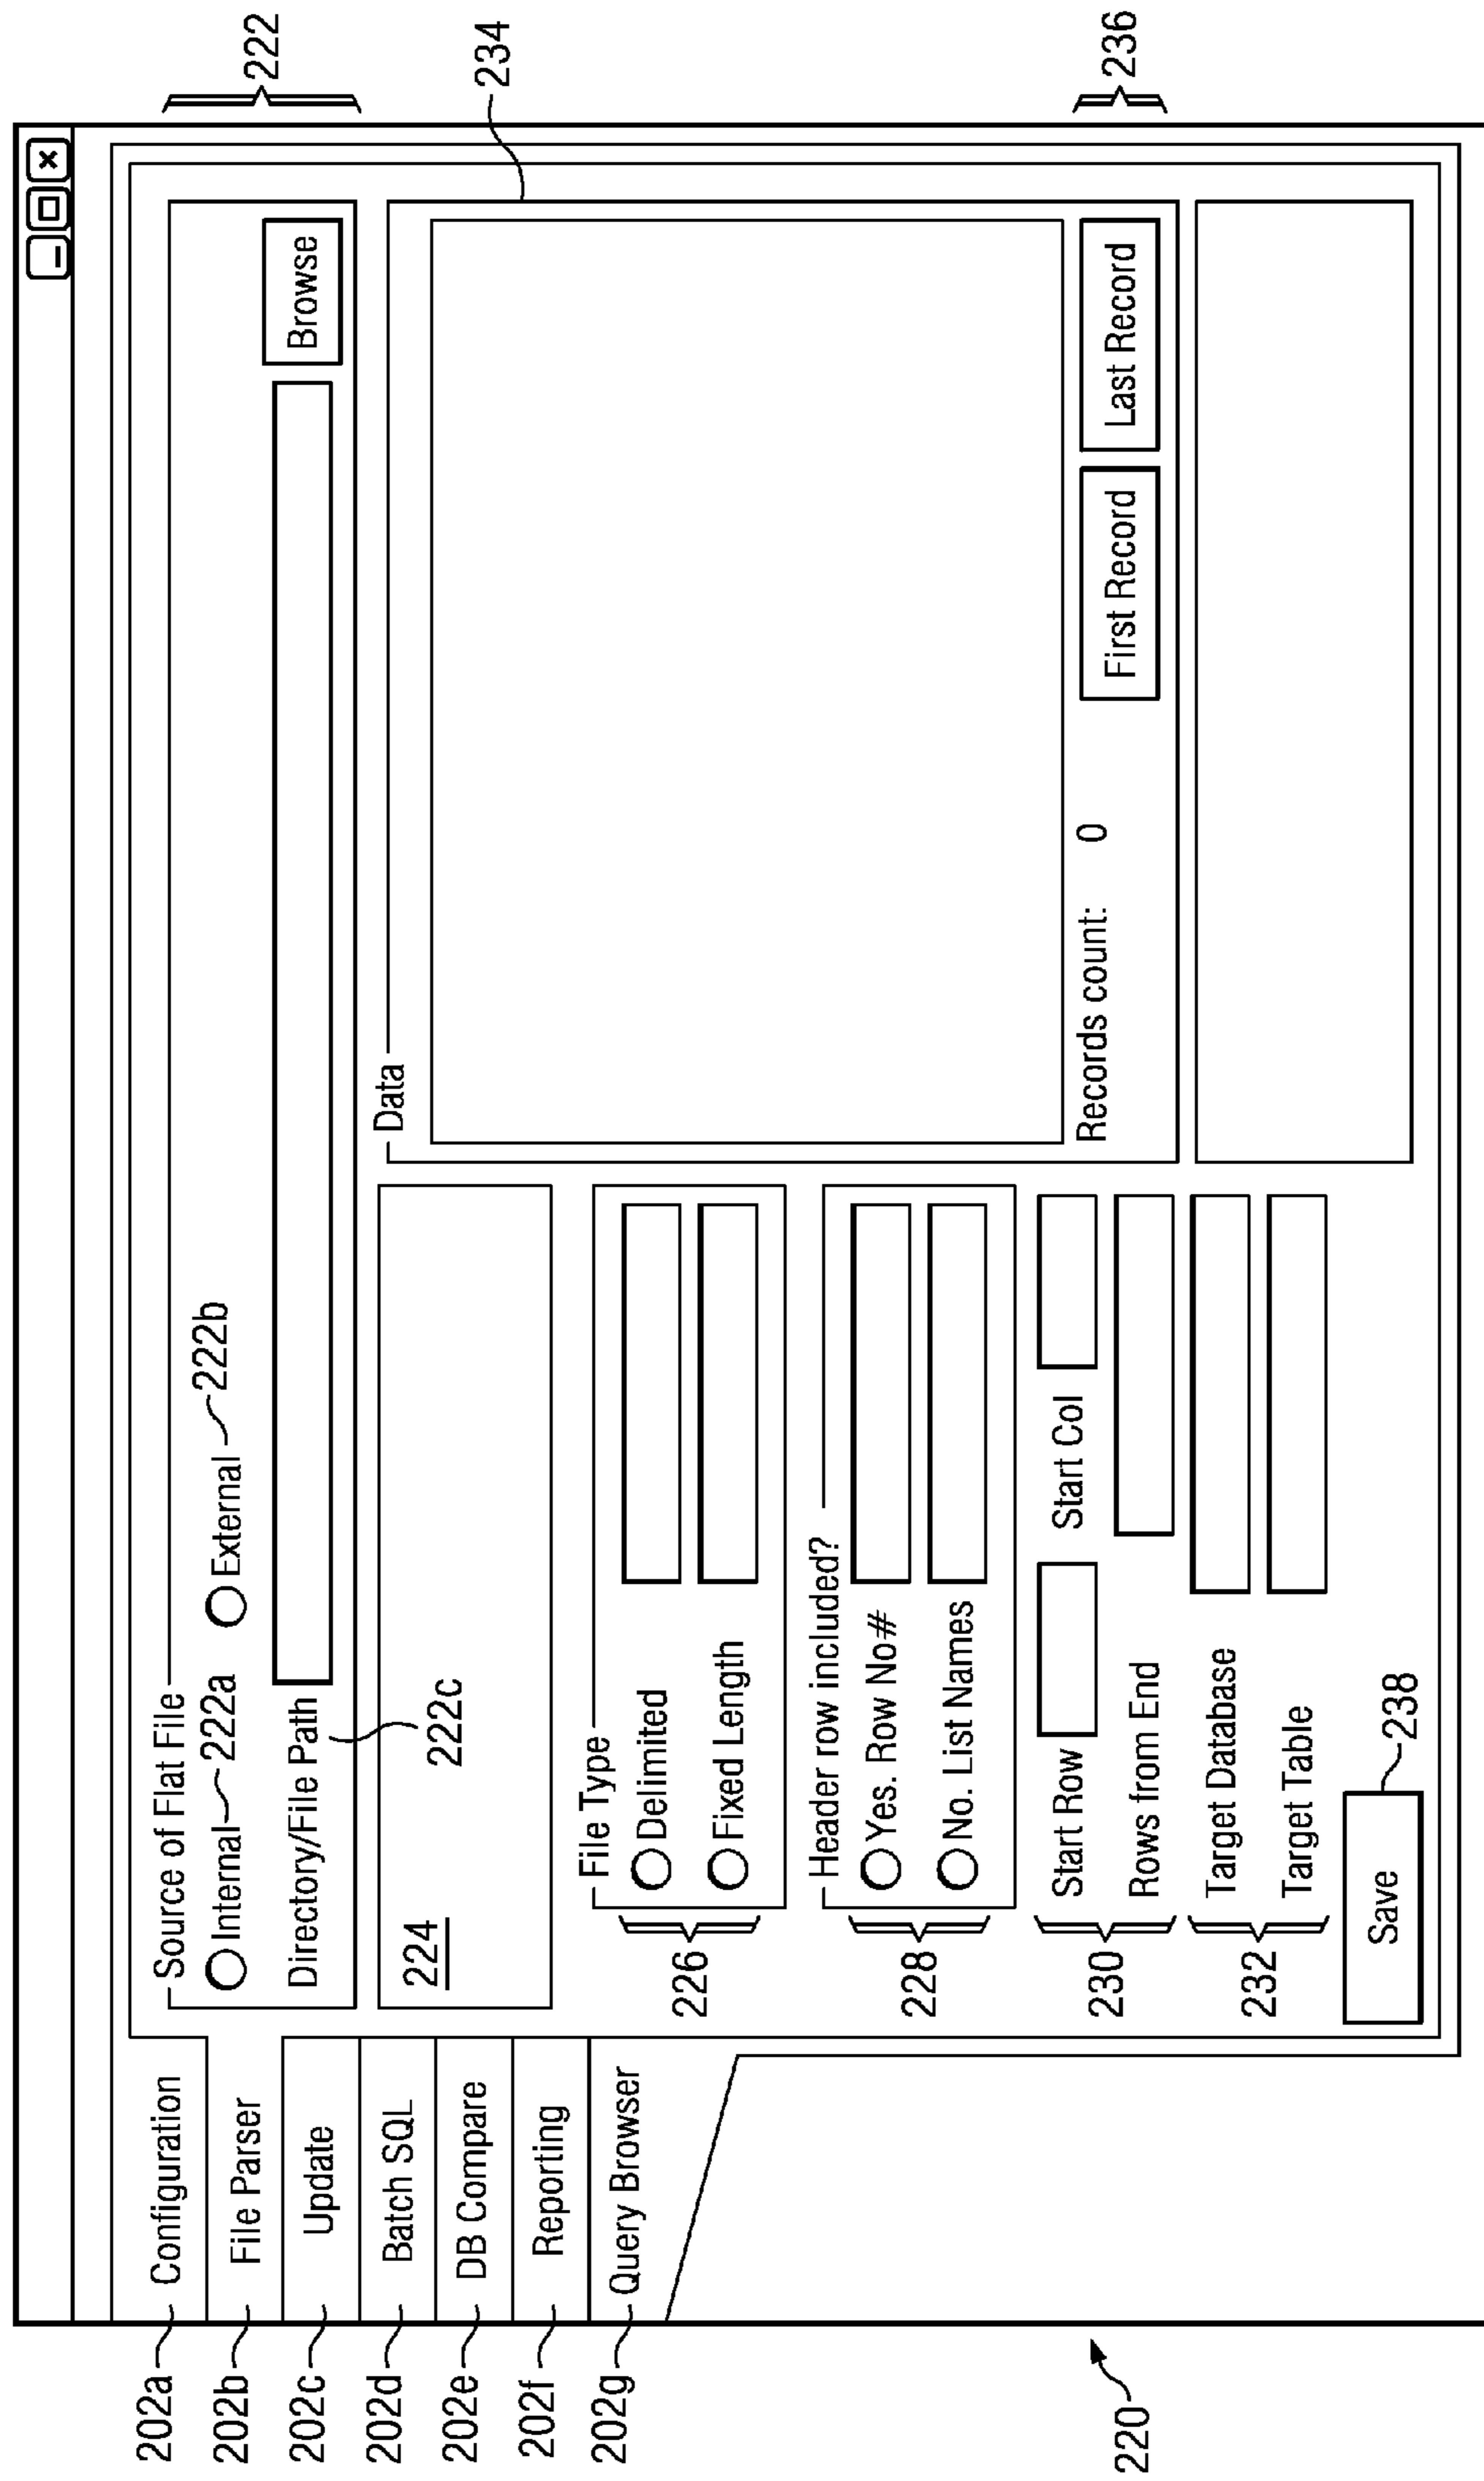 202a
Configuration
202b
File Parser
202c
Update
202d
Batch SQL
202e
DB Compare
202f
Reporting
202g
Query Browser
220
Source of Flat File
Internal 222a
External 222b
Directory/File Path
Browse
222
222c
224
File Type
Delimited
Fixed Length
226
Header row included?
Yes. Row No#
No. List Names
228
Start Row
Start Col
Rows from End
230
Target Database
Target Table
232
Save
238
Data
234
Records count: 0
First Record
Last Record
236